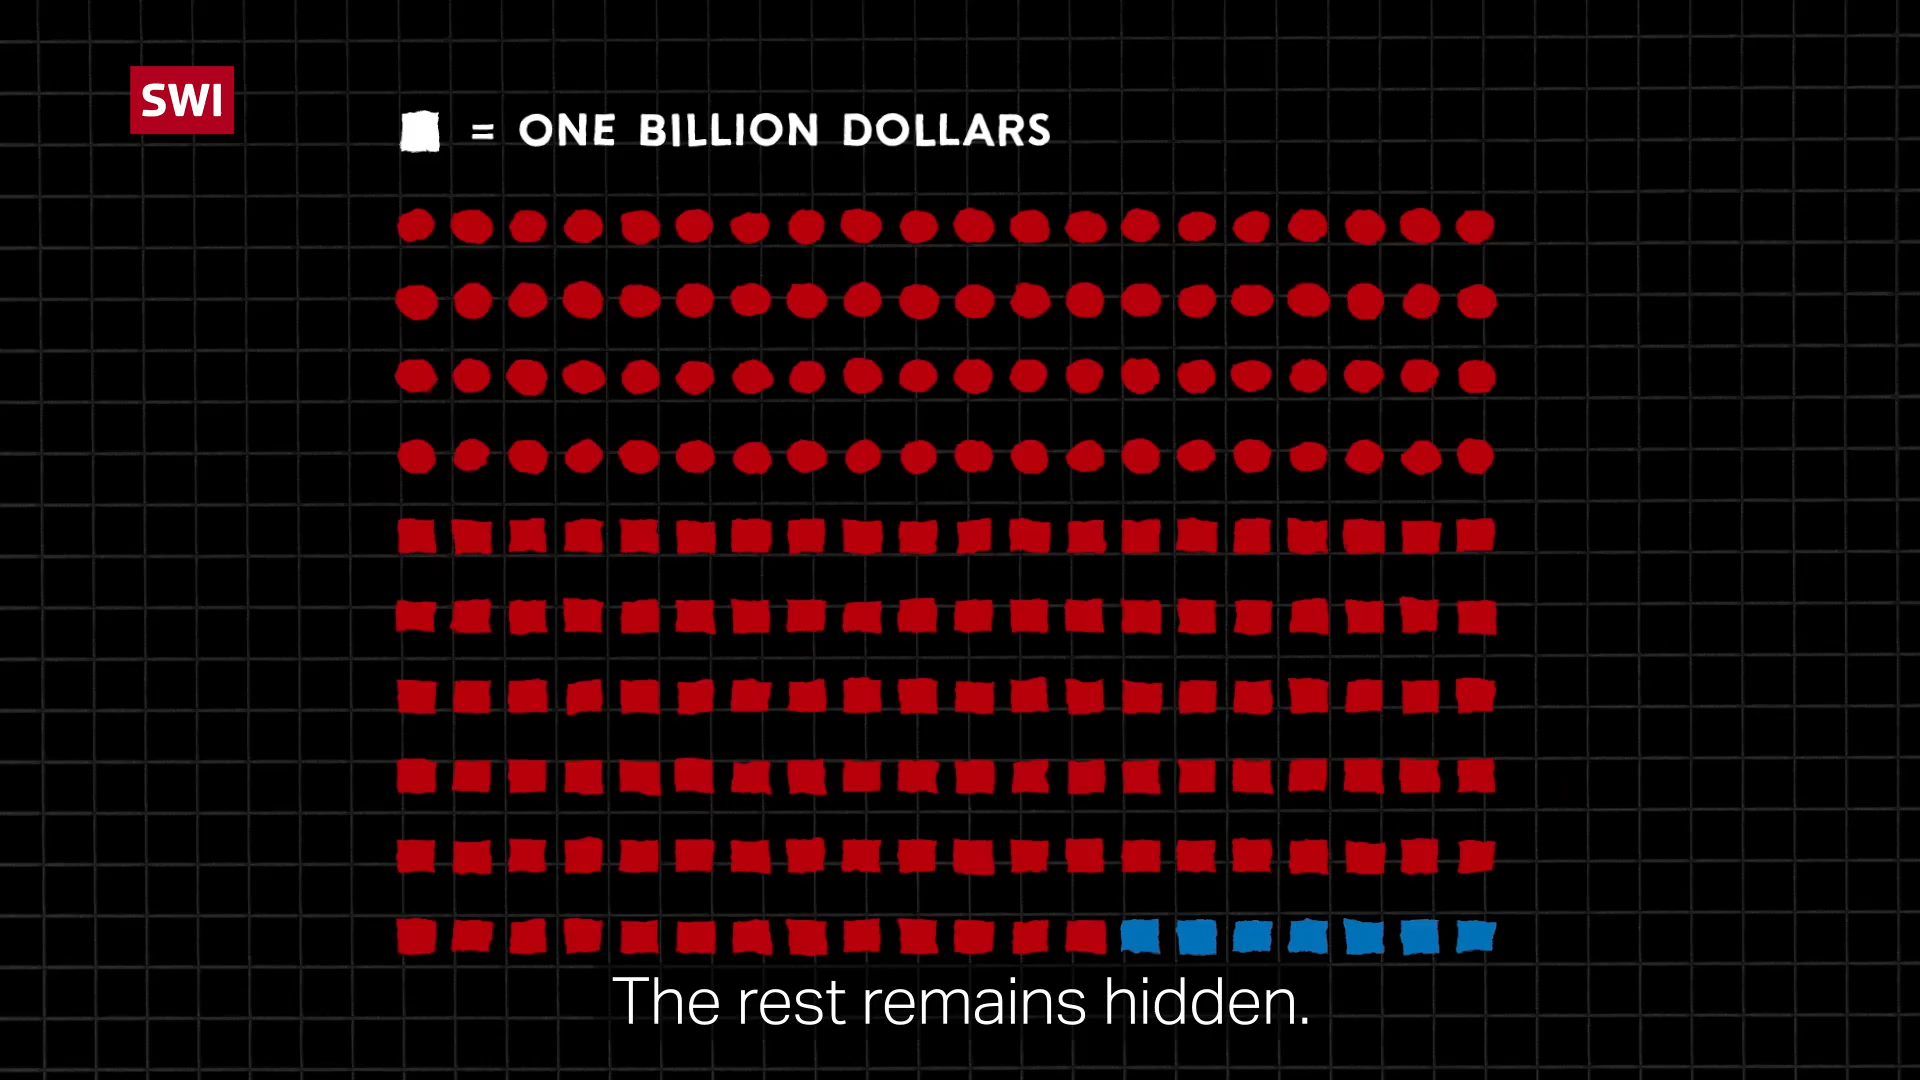 SWI
= ONE BILLION DOLLARS
The rest remains hidden.